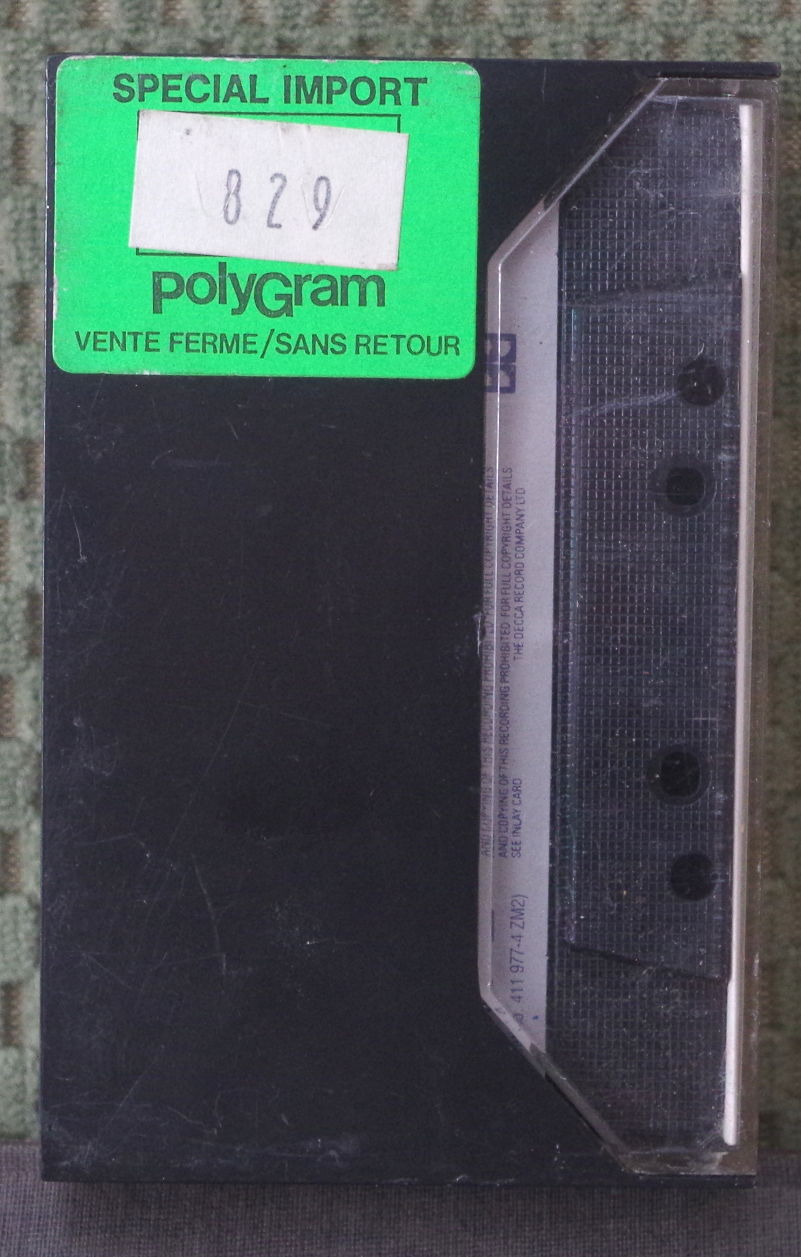 SPECIAL IMPORT
829
polyGram
VENTE FERME/SANS RETOUR
AND COPYING OF THIS RECORDING PROHIBITED FOR FULL COPYRIGHT DETAILS
SEE INLAY CARD THE DECCA RECORD COMPANY LTD
411 977-4 ZM2)